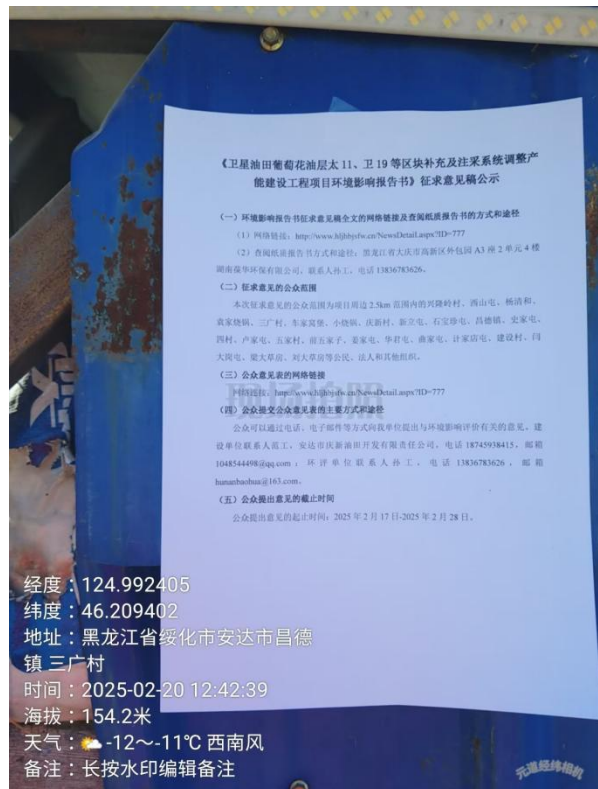 《卫星油田葡萄花油层太 11、卫 19 等区块补充及注采系统调整产
能建设工程项目环境影响报告书》征求意见稿公示
（一）环境影响报告书征求意见稿全文的网络链接及查阅纸质报告书的方式和途径
（1）网络链接：http://www.hljhbjsfw.cn/NewsDetail.aspx?ID=777
（2）查阅纸质报告书方式和途径：黑龙江省大庆市高新区外包园 A3 座 2 单元 4 楼
湖南葆华环保有限公司，联系人孙工，电话 13836783626。
（二）征求意见的公众范围
本次征求意见的公众范围为项目周边 2.5km 范围内的兴隆岭村、西山屯、杨清和、
袁家烧锅、三广村、东家窝堡、小烧锅、庆新村、新立屯、石宝珍屯、昌德镇、史家屯、
四村、卢家屯、五家村、前五家子、姜家屯、华君屯、曲家屯、计家店屯、建设村、闫
大岗屯、梁大草房、刘大草房等公民、法人和其他组织。
（三）公众意见表的网络链接
网络链接：http://www.hljhbjsfw.cn/NewsDetail.aspx?ID=777
现场拍照
（四）公众提交公众意见表的主要方式和途径
公众可以通过电话、电子邮件等方式向我单位提出与环境影响评价有关的意见，建
设单位联系人范工，安达市庆新油田开发有限责任公司，电话 18745938415，邮箱
1048544498@qq.com；环评单位联系人孙工，电话 13836783626，邮箱
hunanbaohua@163.com。
（五）公众提出意见的截止时间
公众提出意见的起止时间：2025 年 2 月 17 日-2025 年 2 月 28 日。
经度：124.992405
纬度：46.209402
地址：黑龙江省绥化市安达市昌德
镇 三广村
时间：2025-02-20 12:42:39
海拔：154.2米
天气：-12～-11℃ 西南风
备注：长按水印编辑备注
元道经纬相机